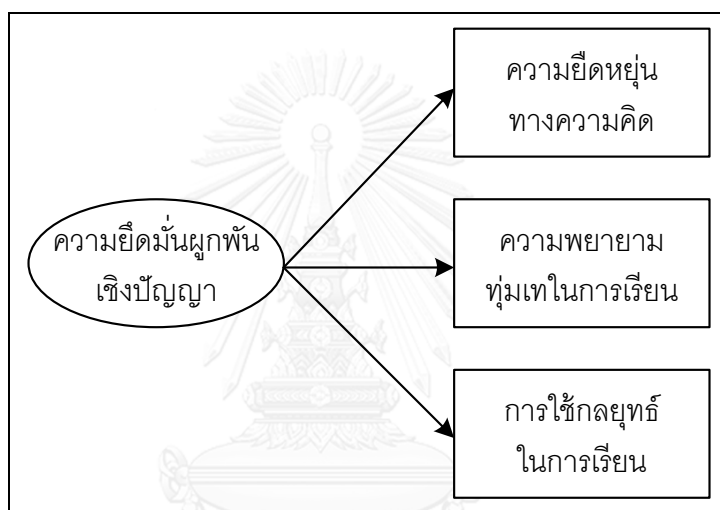 ความยืดหยุ่น
ทางความคิด
ความยึดมั่นผูกพัน
เชิงปัญญา
ความพยายาม
ทุ่มเทในการเรียน
การใช้กลยุทธ์
ในการเรียน